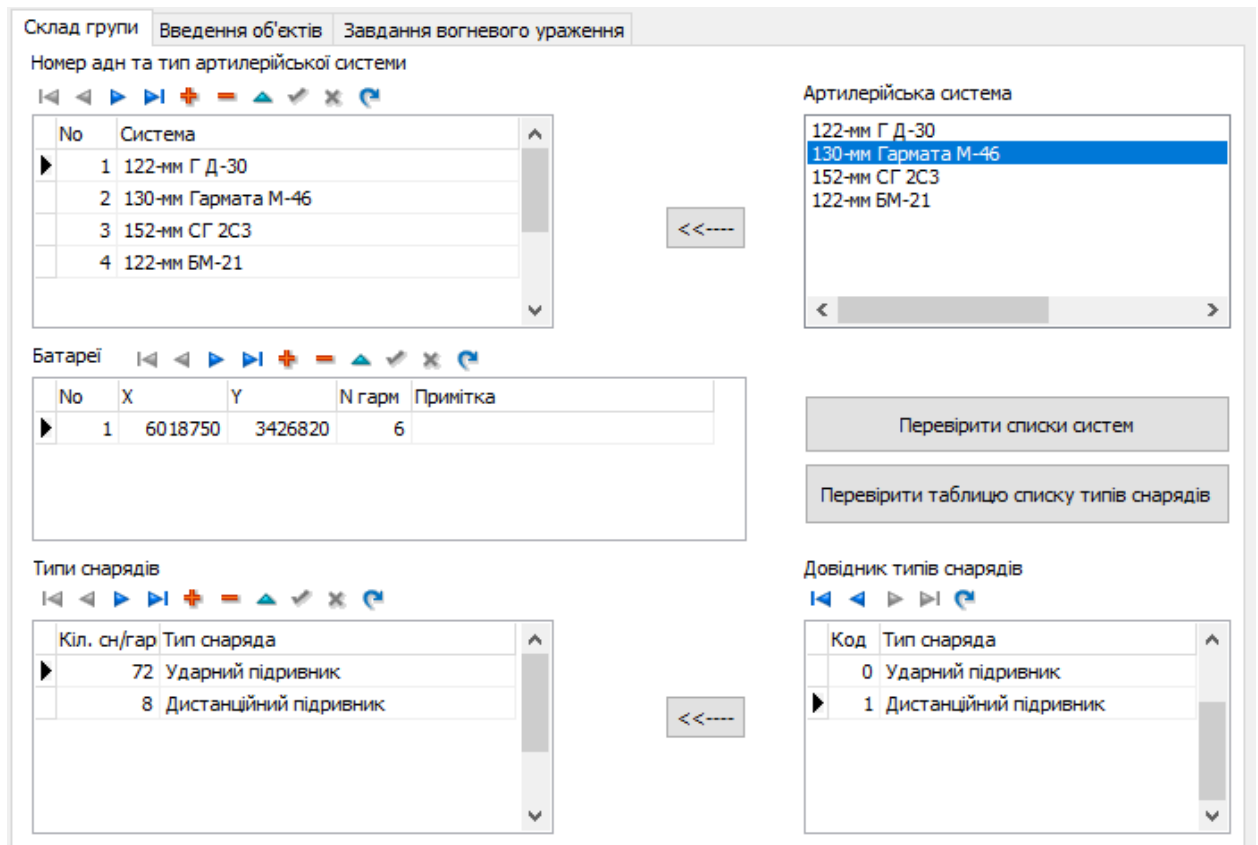 Склад групи Введення об'єктів Завдання вогневого ураження
Номер адн та тип артилерійської системи
No Система
1 122-мм Г Д-30
2 130-мм Гармата М-46
3 152-мм СГ 2С3
4 122-мм БМ-21
<<----
Артилерійська система
122-мм Г Д-30
130-мм Гармата М-46
152-мм СГ 2С3
122-мм БМ-21
Батареї
No X Y N гарм Примітка
1 6018750 3426820 6
Перевірити списки систем
Перевірити таблицю списку типів снарядів
Типи снарядів
Кіл. сн/гар Тип снаряда
72 Ударний підривник
8 Дистанційний підривник
<<----
Довідник типів снарядів
Код Тип снаряда
0 Ударний підривник
1 Дистанційний підривник